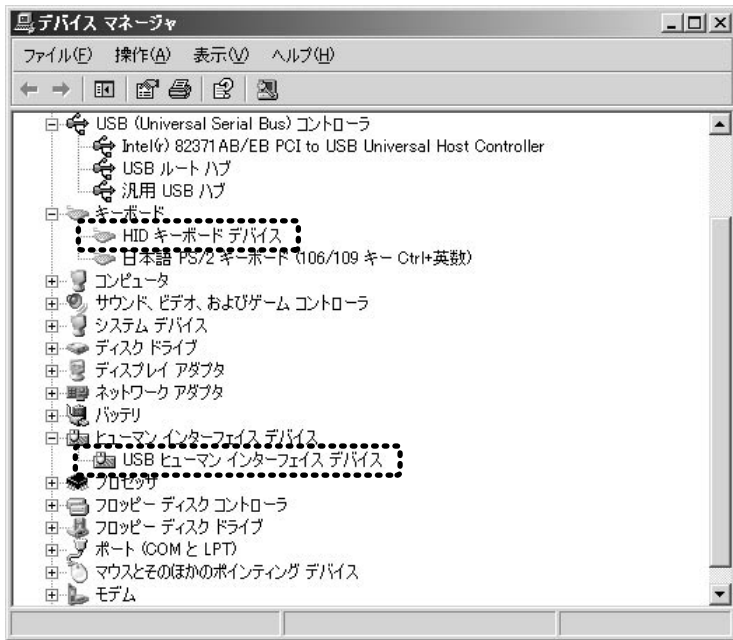 デバイス マネージャ
ファイル(F) 操作(A) 表示(V) ヘルプ(H)
USB (Universal Serial Bus) コントローラ
Intel(r) 82371AB/EB PCI to USB Universal Host Controller
USB ルート ハブ
汎用 USB ハブ
キーボード
HID キーボード デバイス
日本語 PS/2 キーボード (106/109 キー Ctrl+英数)
コンピュータ
サウンド、ビデオ、およびゲーム コントローラ
システム デバイス
ディスク ドライブ
ディスプレイ アダプタ
ネットワーク アダプタ
バッテリ
ヒューマン インターフェイス デバイス
USB ヒューマン インターフェイス デバイス
プロセッサ
フロッピー ディスク コントローラ
フロッピー ディスク ドライブ
ポート (COM と LPT)
マウスとそのほかのポインティング デバイス
モデム